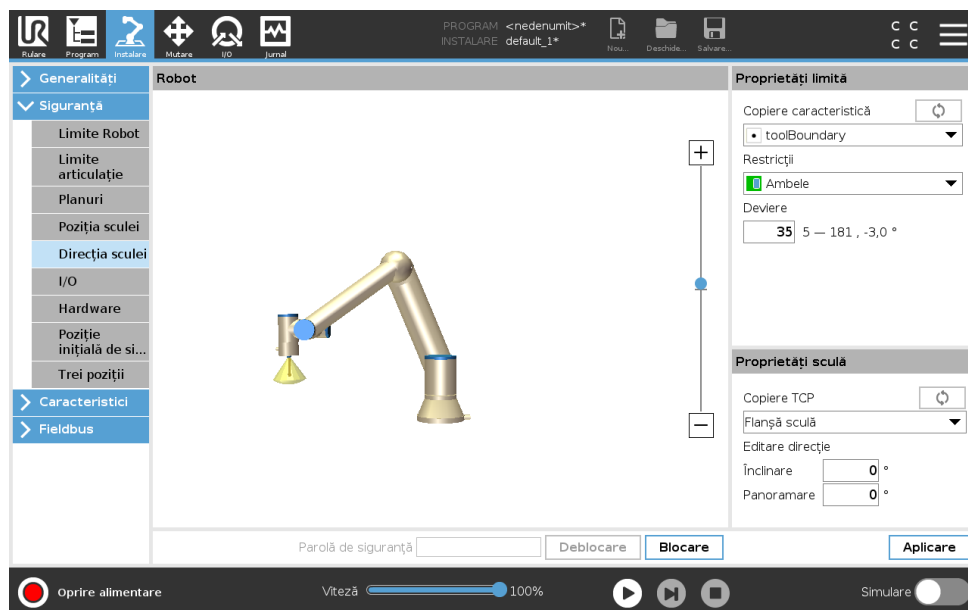 PROGRAM <nedenumit>*
INSTALARE default_1*
UR
Rulare
Program
Instalare
Mutare
I/O
Jurnal
Nou...
Deschide...
Salvare...
C C
C C
Generalități
Siguranță
Limite Robot
Limite
articulație
Planuri
Poziția sculei
Direcția sculei
I/O
Hardware
Poziție
inițială de si...
Trei poziții
Caracteristici
Fieldbus
Robot
Proprietăți limită
Copiere caracteristică
toolBoundary
Restricții
Ambele
Deviere
35 5 — 181 , -3,0 °
Proprietăți sculă
Copiere TCP
Flanșă sculă
Editare direcție
Înclinare 0 °
Panoramare 0 °
Parolă de siguranță
Deblocare
Blocare
Aplicare
Oprire alimentare
Viteză 100%
Simulare